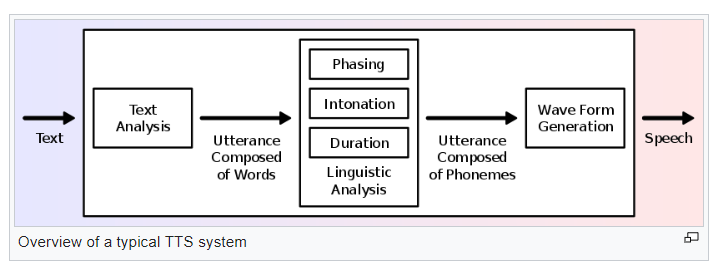 Text
Text
Analysis
Utterance
Composed
of Words
Phasing
Intonation
Duration
Linguistic
Analysis
Utterance
Composed
of Phonemes
Wave Form
Generation
Speech
Overview of a typical TTS system